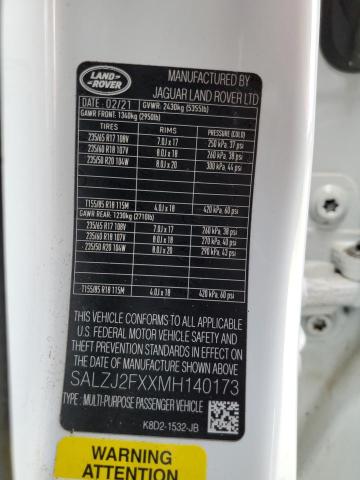 LAND
ROVER
MANUFACTURED BY
JAGUAR LAND ROVER LTD
DATE : 02/21 GVWR: 2430kg (5355lb)
GAWR FRONT: 1340kg (2950lb)
TIRES RIMS PRESSURE (COLD)
235/65 R17 108V 7.0J x 17 250 kPa, 37 psi
235/60 R18 107V 8.0J x 18 260 kPa, 38 psi
235/50 R20 104W 8.0J x 20 300 kPa, 44 psi
T155/85 R18 115M 4.0J x 18 420 kPa, 60 psi
GAWR REAR: 1230kg (2710lb)
235/65 R17 108V 7.0J x 17 260 kPa, 38 psi
235/60 R18 107V 8.0J x 18 270 kPa, 40 psi
235/50 R20 104W 8.0J x 20 290 kPa, 43 psi
T155/85 R18 115M 4.0J x 18 420 kPa, 60 psi
THIS VEHICLE CONFORMS TO ALL APPLICABLE
U.S. FEDERAL MOTOR VEHICLE SAFETY AND
THEFT PREVENTION STANDARDS IN EFFECT ON
THE DATE OF MANUFACTURE SHOWN ABOVE.
SALZJ2FXXMH140173
TYPE : MULTI-PURPOSE PASSENGER VEHICLE
K8D2-1532-JB
WARNING
ATTENTION